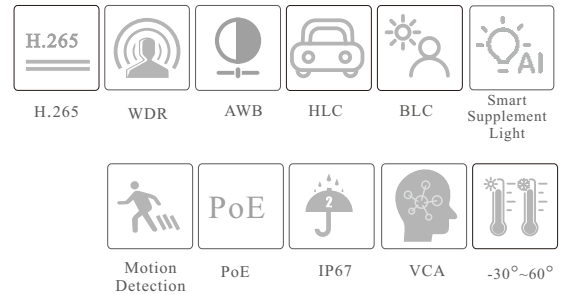 H.265
AI
H.265
WDR
AWB
HLC
BLC
Smart
Supplement
Light
PoE
2
Motion
Detection
PoE
IP67
VCA
-30°~60°